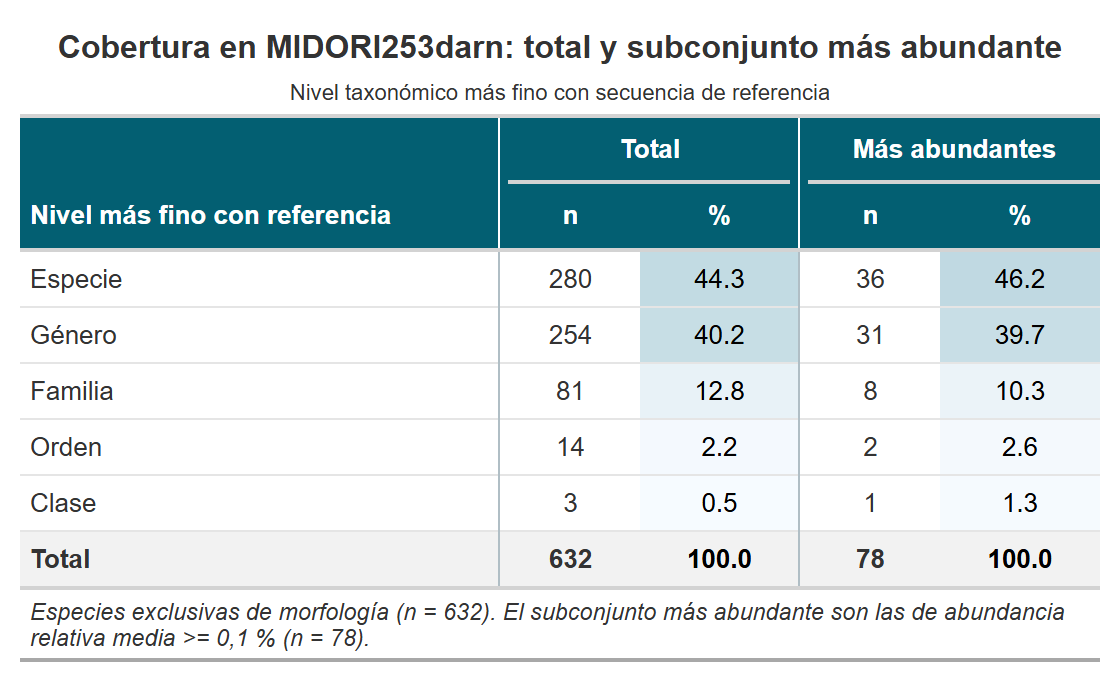 Cobertura en MIDORI253darn: total y subconjunto más abundante
Nivel taxonómico más fino con secuencia de referencia
Total Más abundantes
Nivel más fino con referencia n % n %
Especie 280 44.3 36 46.2
Género 254 40.2 31 39.7
Familia 81 12.8 8 10.3
Orden 14 2.2 2 2.6
Clase 3 0.5 1 1.3
Total 632 100.0 78 100.0
Especies exclusivas de morfología (n = 632). El subconjunto más abundante son las de abundancia
relativa media >= 0,1 % (n = 78).